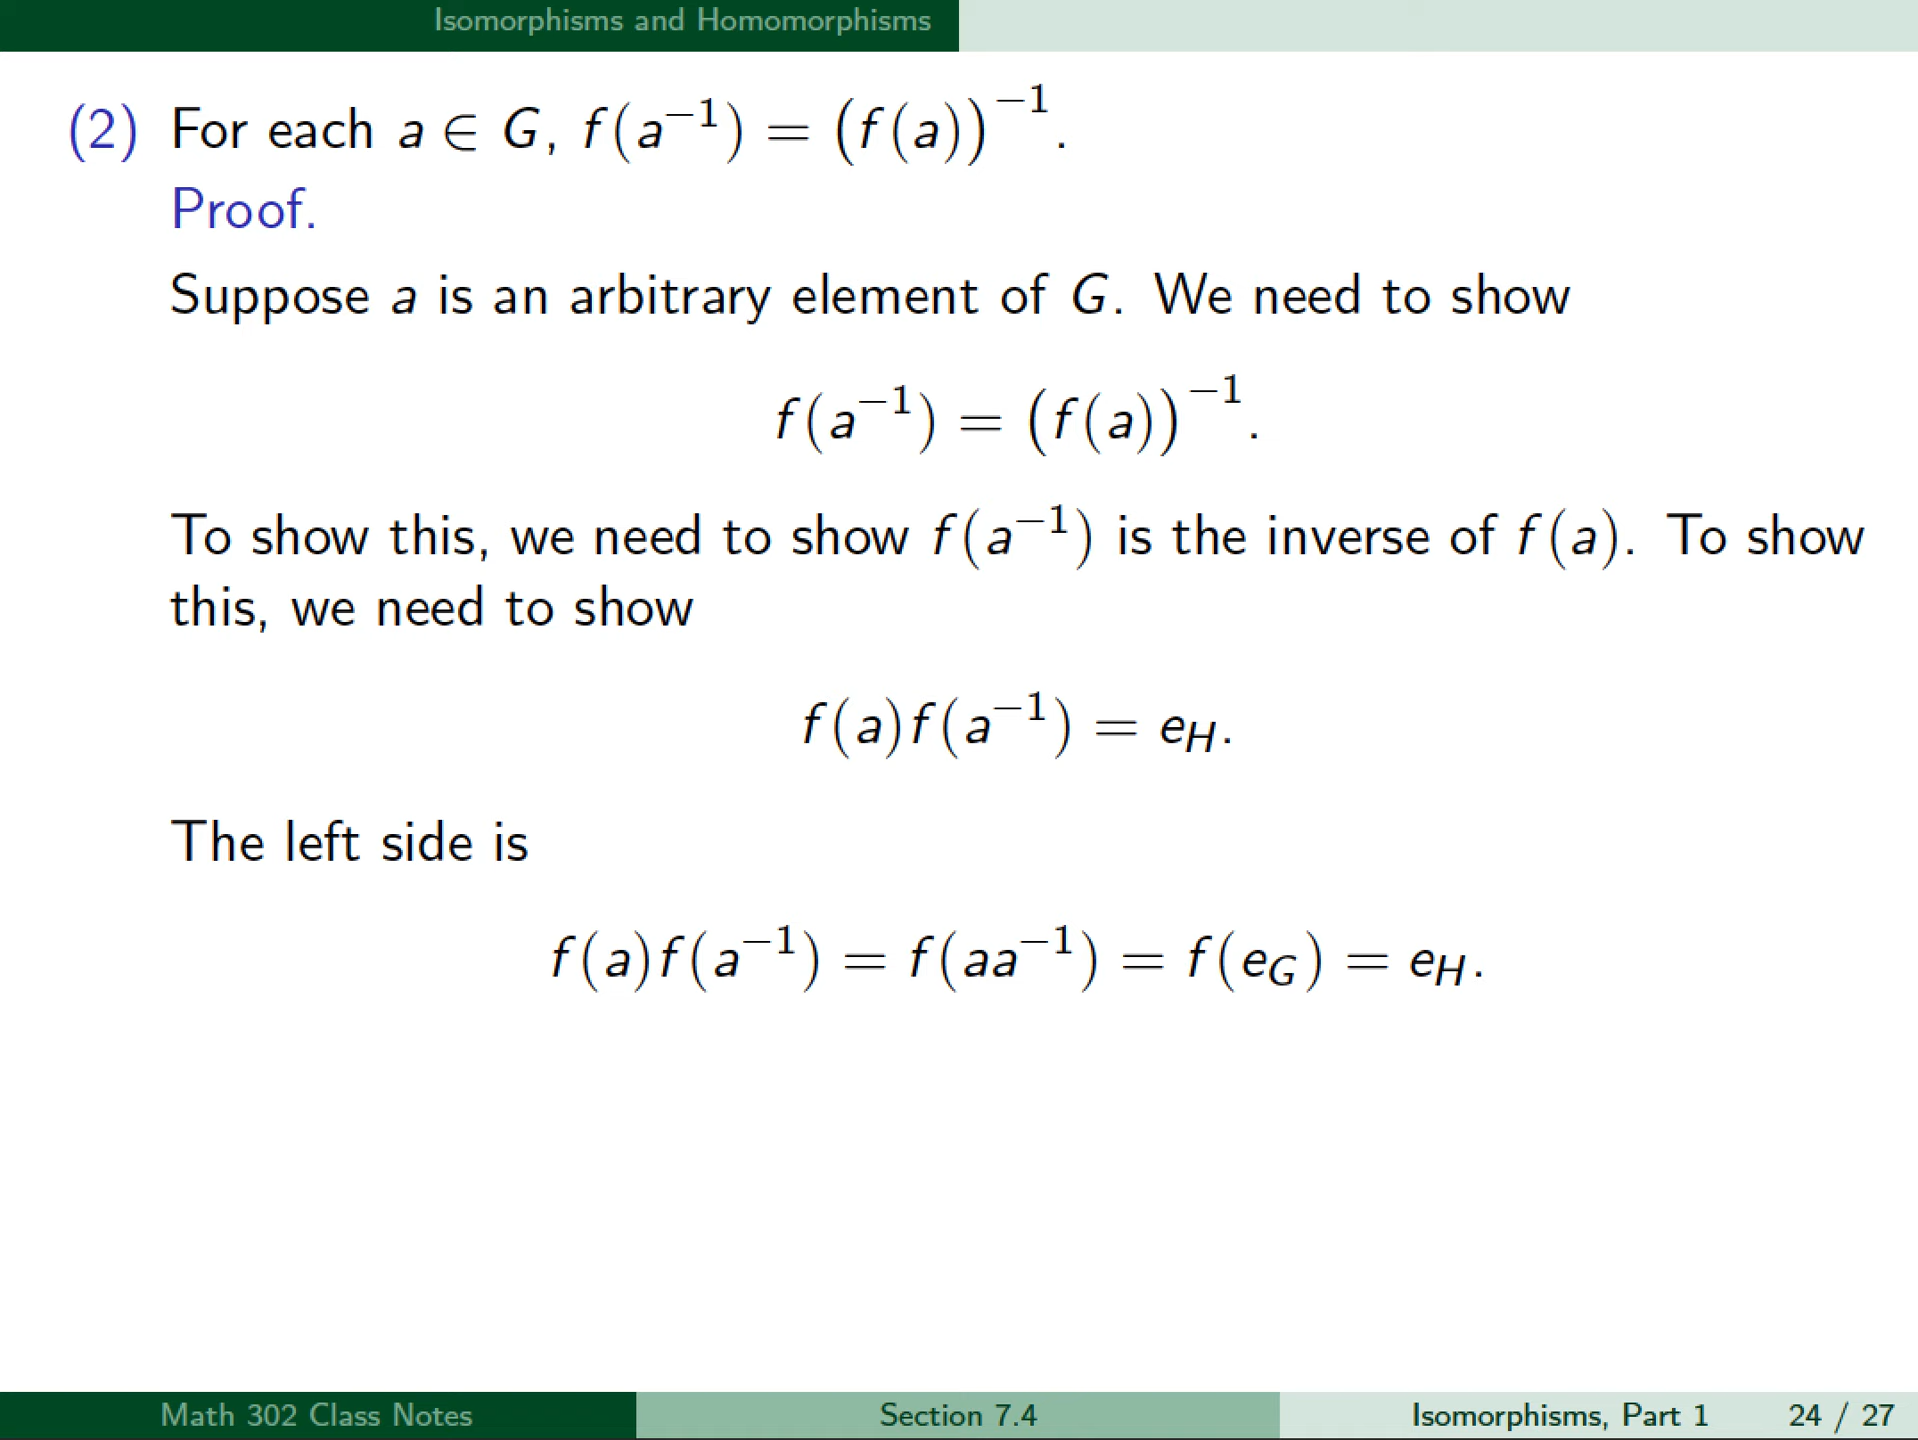 Isomorphisms and Homomorphisms
(2) For each a ∈ G, f(a⁻¹) = (f(a))⁻¹.
Proof.
Suppose a is an arbitrary element of G. We need to show
f(a⁻¹) = (f(a))⁻¹.
To show this, we need to show f(a⁻¹) is the inverse of f(a). To show
this, we need to show
f(a)f(a⁻¹) = e_H.
The left side is
f(a)f(a⁻¹) = f(aa⁻¹) = f(e_G) = e_H.
Math 302 Class Notes Section 7.4 Isomorphisms, Part 1 24 / 27